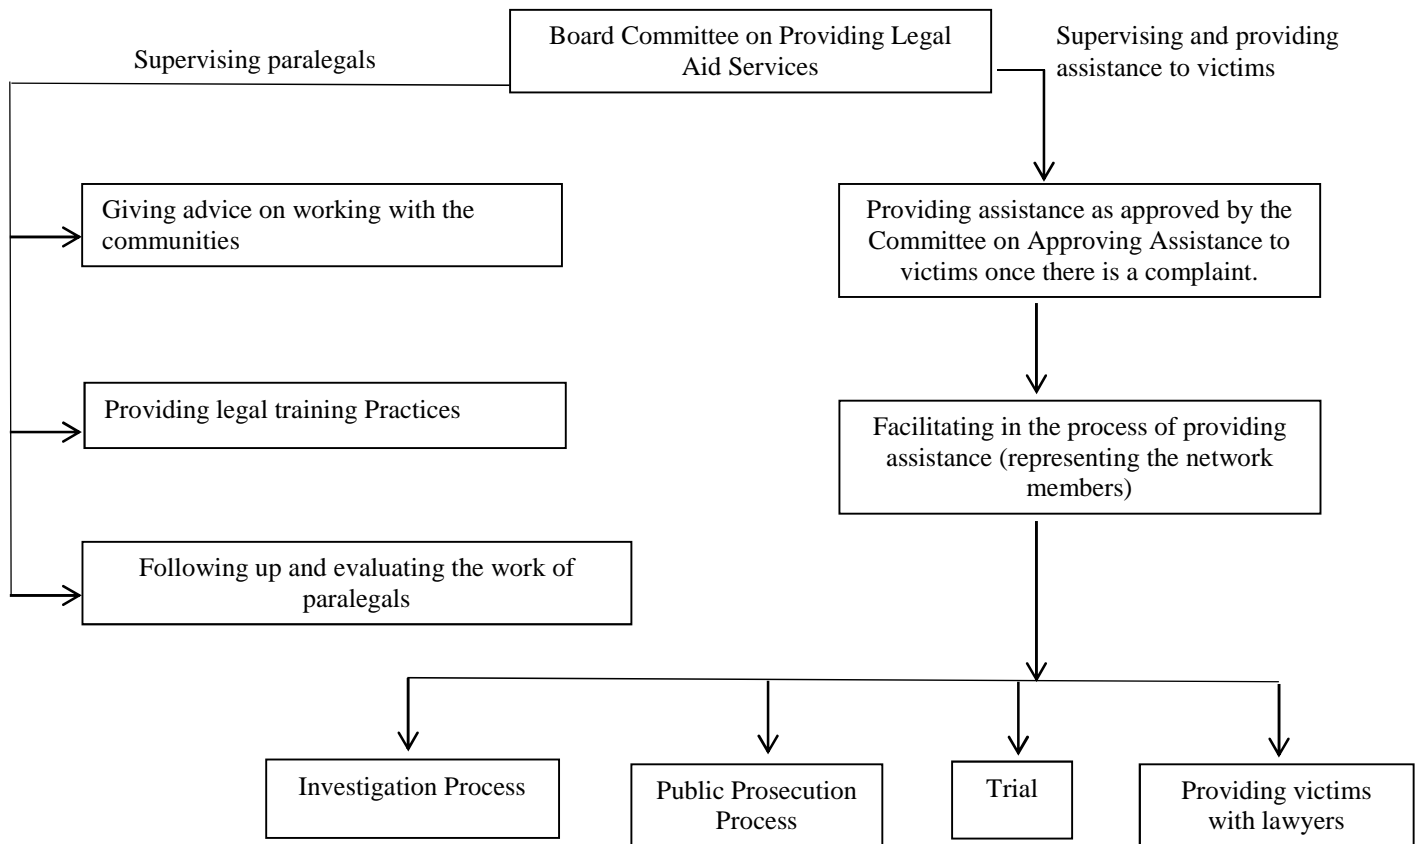 Board Committee on Providing Legal
Aid Services
Supervising paralegals
Supervising and providing
assistance to victims
Giving advice on working with the
communities
Providing assistance as approved by the
Committee on Approving Assistance to
victims once there is a complaint.
Providing legal training Practices
Facilitating in the process of providing
assistance (representing the network
members)
Following up and evaluating the work of
paralegals
Investigation Process
Public Prosecution
Process
Trial
Providing victims
with lawyers